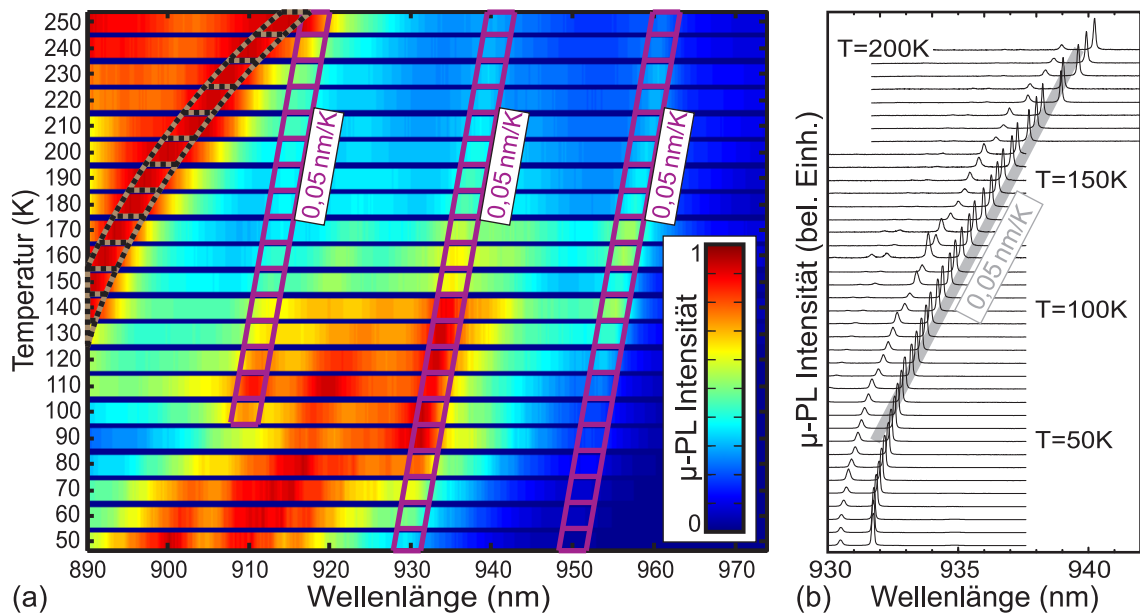 250
240
230
220
210
200
190
180
170
160
150
140
130
120
110
100
90
80
70
60
50
Temperatur (K)
890 900 910 920 930 940 950 960 970
Wellenlänge (nm)
(a)
0,05 nm/K
0,05 nm/K
0,05 nm/K
µ-PL Intensität
1
0
µ-PL Intensität (bel. Einh.)
T=200K
T=150K
T=100K
T=50K
0,05 nm/K
930 935 940
Wellenlänge (nm)
(b)